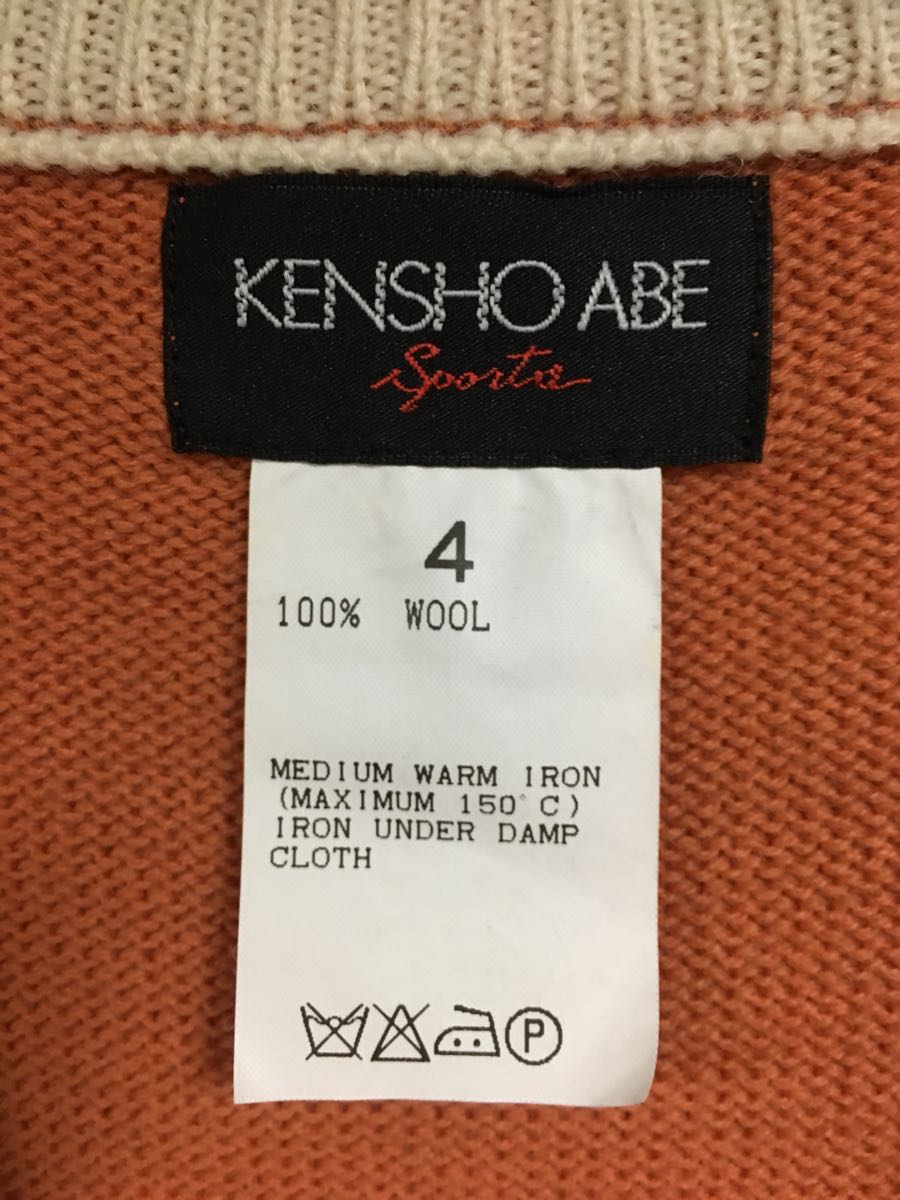 KENSHO ABE
Sports
4
100% WOOL
MEDIUM WARM IRON
(MAXIMUM 150°C)
IRON UNDER DAMP
CLOTH
P